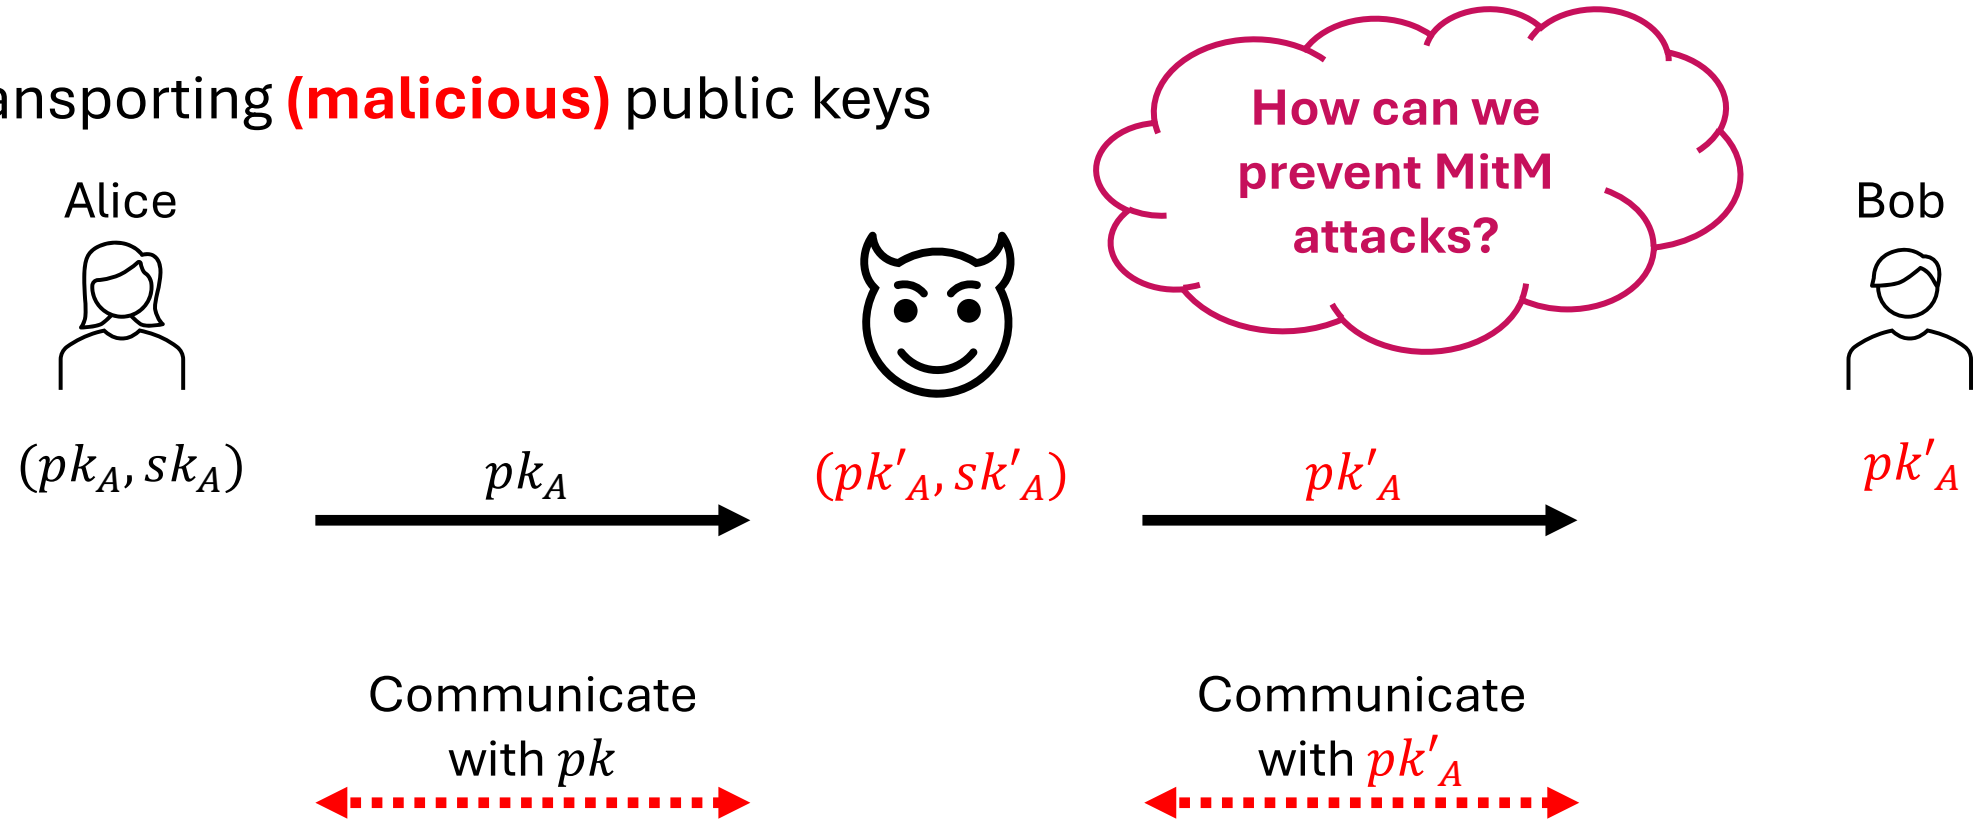 ansporting (malicious) public keys
How can we
prevent MitM
attacks?
Alice
Bob
(pk_A, sk_A)
pk_A
(pk'_A, sk'_A)
pk'_A
pk'_A
Communicate
with pk
Communicate
with pk'_A